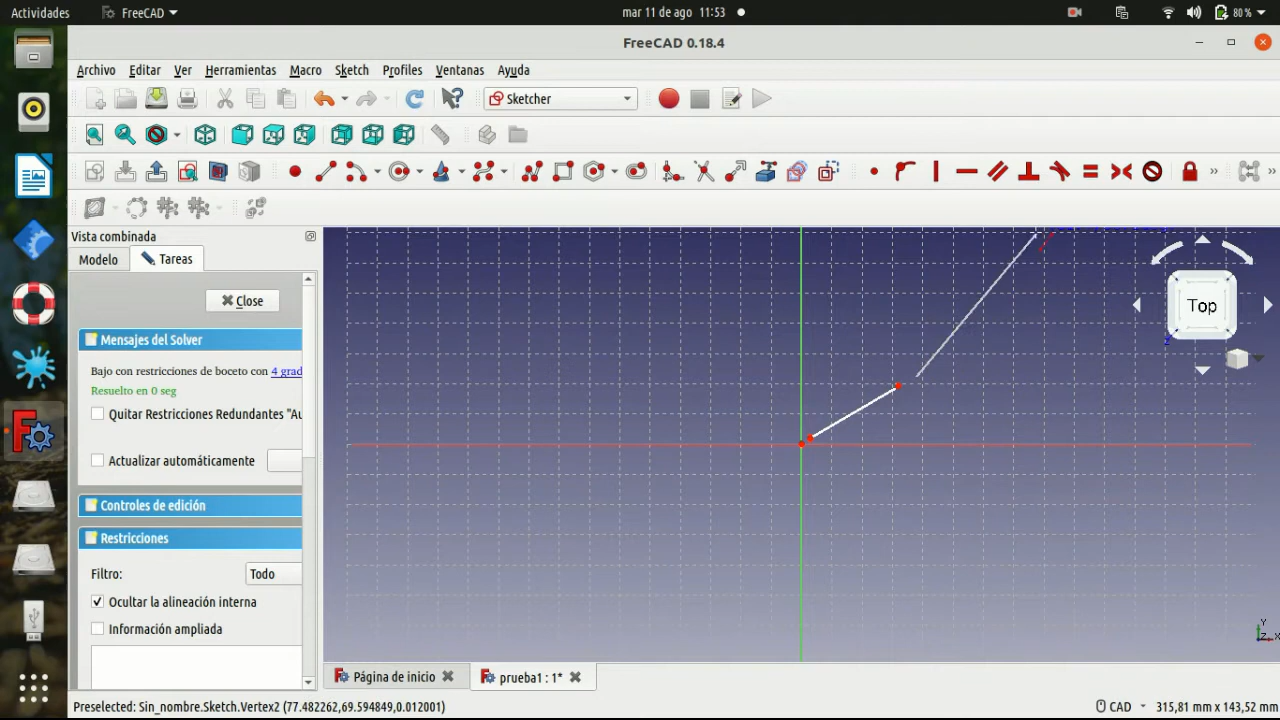 Actividades
FreeCAD
mar 11 de ago 11:53
80 %
FreeCAD 0.18.4
Archivo Editar Ver Herramientas Macro Sketch Profiles Ventanas Ayuda
Sketcher
Vista combinada
Modelo
Tareas
Close
Mensajes del Solver
Bajo con restricciones de boceto con 4 grad
Resuelto en 0 seg
Quitar Restricciones Redundantes "Au
Actualizar automáticamente
Controles de edición
Restricciones
Filtro:
Todo
Ocultar la alineación interna
Información ampliada
Top
Z
Y
Z X
Página de inicio
prueba1 : 1*
Preselected: Sin_nombre.Sketch.Vertex2 (77.482262,69.594849,0.012001)
CAD
315,81 mm x 143,52 mm